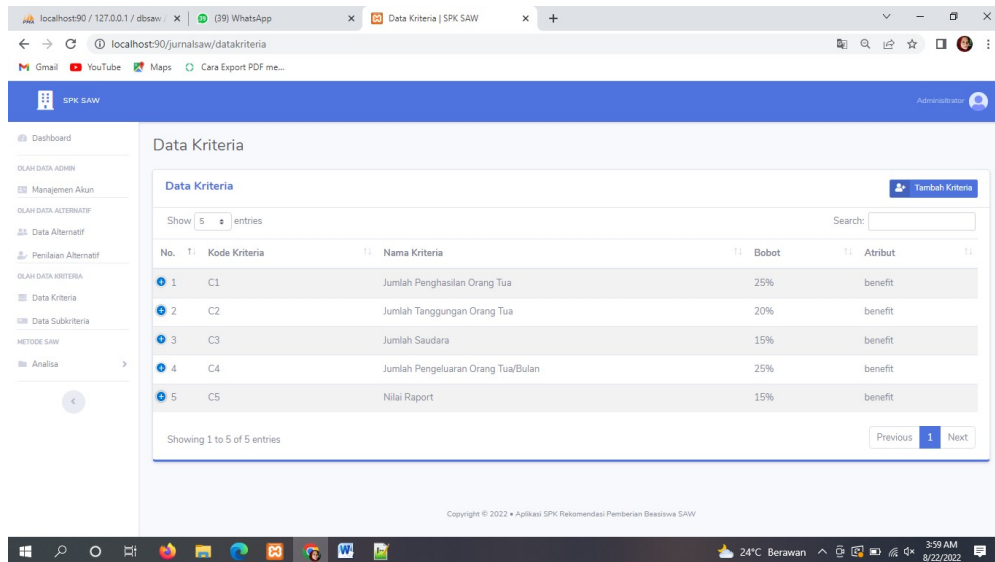 localhost:90 / 127.0.0.1 / dbsaw /
(39) WhatsApp
Data Kriteria | SPK SAW
localhost:90/jurnalsaw/datakriteria
Gmail YouTube Maps Cara Export PDF me...
SPK SAW
Administrator
Dashboard
OLAH DATA ADMIN
Manajemen Akun
OLAH DATA ALTERNATIF
Data Alternatif
Penilaian Alternatif
OLAH DATA KRITERIA
Data Kriteria
Data Subkriteria
METODE SAW
Analisa
Data Kriteria
Data Kriteria
Tambah Kriteria
Show 5 entries
Search:
No. Kode Kriteria Nama Kriteria Bobot Atribut
1 C1 Jumlah Penghasilan Orang Tua 25% benefit
2 C2 Jumlah Tanggungan Orang Tua 20% benefit
3 C3 Jumlah Saudara 15% benefit
4 C4 Jumlah Pengeluaran Orang Tua/Bulan 25% benefit
5 C5 Nilai Raport 15% benefit
Showing 1 to 5 of 5 entries
Previous 1 Next
Copyright © 2022 • Aplikasi SPK Rekomendasi Pemberian Beasiswa SAW
24°C Berawan
3:59 AM
8/22/2022